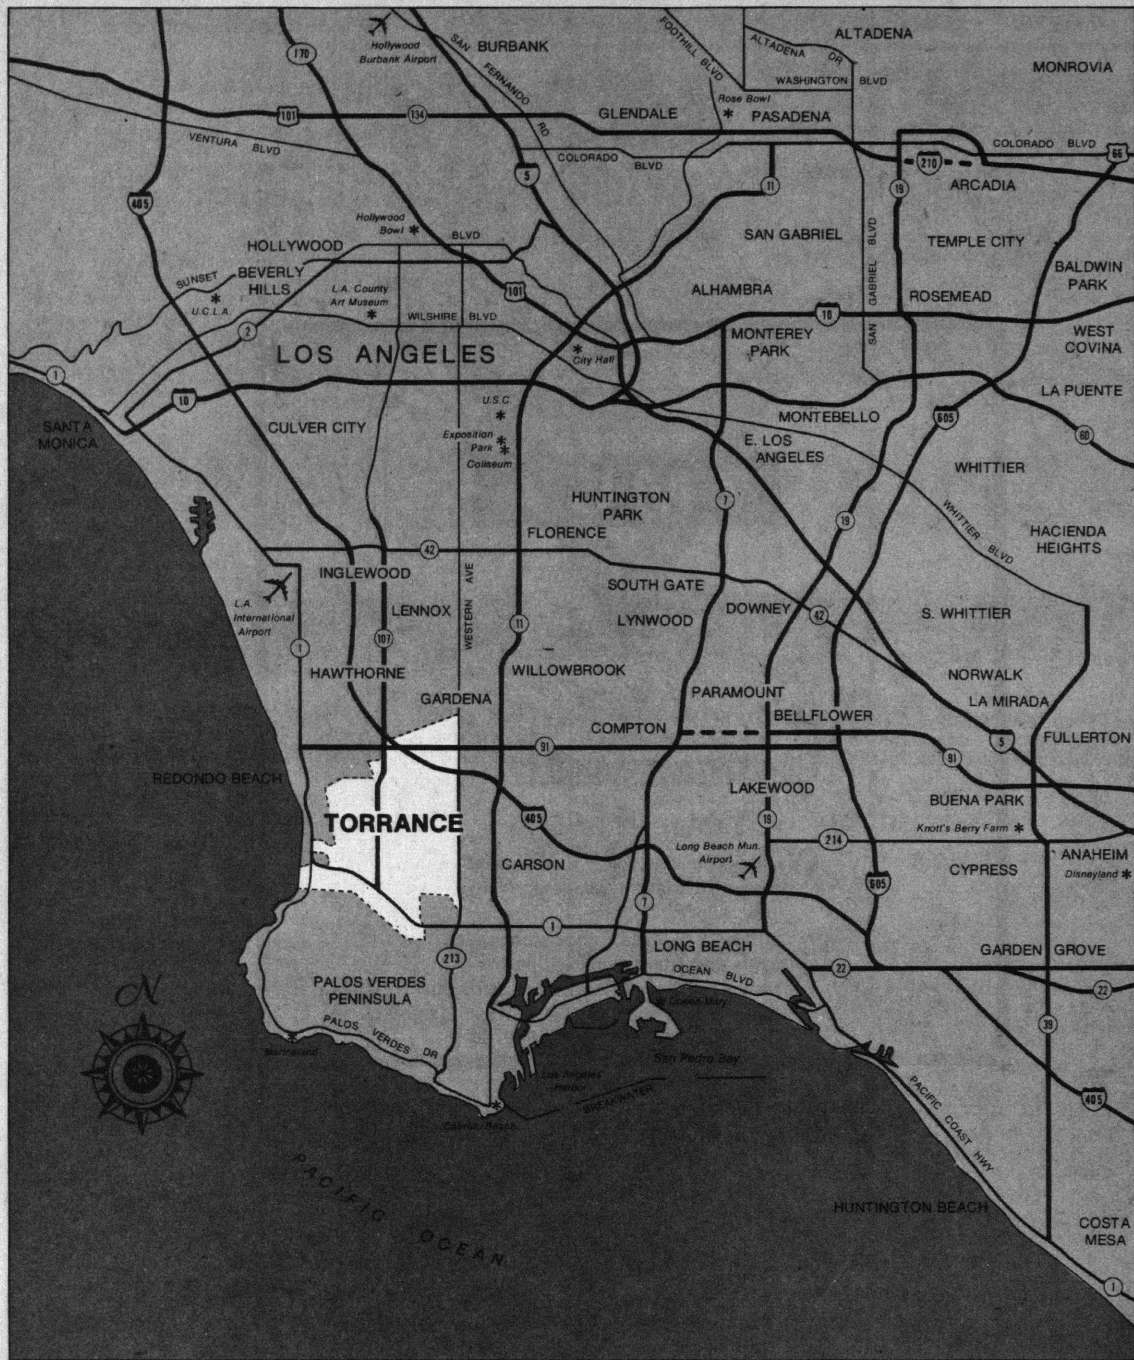 Hollywood
Burbank Airport
SAN FERNANDO RD
BURBANK
FOOTHILL BLVD
ALTADENA DR
ALTADENA
WASHINGTON BLVD
MONROVIA
170
101
134
GLENDALE
Rose Bowl
PASADENA
VENTURA BLVD
COLORADO BLVD
COLORADO BLVD
66
5
11
19
210
ARCADIA
405
Hollywood
Bowl
HOLLYWOOD
BLVD
SAN GABRIEL
SAN GABRIEL BLVD
TEMPLE CITY
SUNSET
BEVERLY
HILLS
U.C.L.A.
L.A. County
Art Museum
101
ALHAMBRA
ROSEMEAD
BALDWIN
PARK
WILSHIRE BLVD
10
2
LOS ANGELES
City Hall
MONTEREY
PARK
WEST
COVINA
1
10
SANTA
MONICA
CULVER CITY
U.S.C.
Exposition
Park
Coliseum
MONTEBELLO
E. LOS
ANGELES
605
LA PUENTE
60
WHITTIER
HUNTINGTON
PARK
7
19
WHITTIER BLVD
HACIENDA
HEIGHTS
FLORENCE
42
INGLEWOOD
WESTERN AVE
L.A.
International
Airport
LENNOX
SOUTH GATE
LYNWOOD
DOWNEY
42
S. WHITTIER
1
107
11
HAWTHORNE
WILLOWBROOK
NORWALK
LA MIRADA
GARDENA
PARAMOUNT
COMPTON
BELLFLOWER
5
FULLERTON
91
91
REDONDO BEACH
LAKEWOOD
BUENA PARK
TORRANCE
405
19
Knott's Berry Farm
Long Beach Mun.
Airport
214
CARSON
605
CYPRESS
ANAHEIM
Disneyland
7
1
LONG BEACH
GARDEN GROVE
213
PALOS VERDES
PENINSULA
OCEAN BLVD
22
22
N
PALOS VERDES DR
Queen Mary
39
Marineland
San Pedro Bay
Los Angeles
Harbor
BREAKWATER
Cabrillo Beach
405
PACIFIC COAST HWY
PACIFIC OCEAN
HUNTINGTON BEACH
COSTA
MESA
1